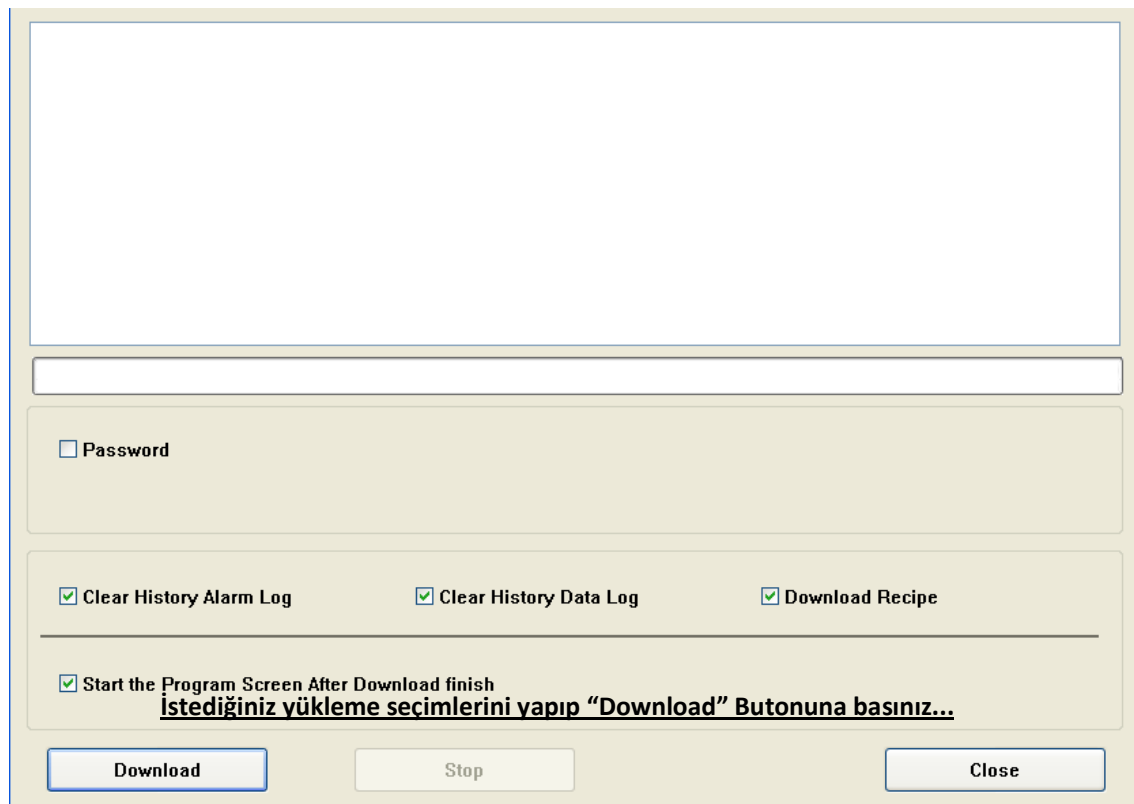 Password
Clear History Alarm Log Clear History Data Log Download Recipe
Start the Program Screen After Download finish
İstediğiniz yükleme seçimlerini yapıp “Download” Butonuna basınız...
Download Stop Close